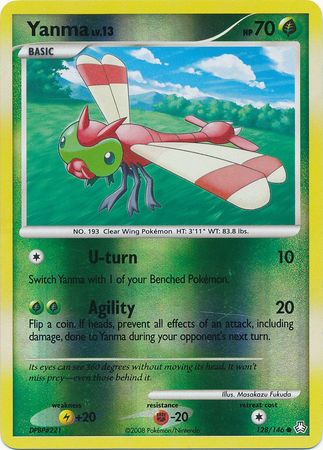 Yanma LV.13 HP 70
BASIC
NO. 193 Clear Wing Pokémon HT: 3'11" WT: 83.8 lbs.
U-turn 10
Switch Yanma with 1 of your Benched Pokémon.
Agility 20
Flip a coin. If heads, prevent all effects of an attack, including
damage, done to Yanma during your opponent's next turn.
Its eyes can see 360 degrees without moving its head. It won't
miss prey—even those behind it.
Illus. Masakazu Fukuda
weakness resistance retreat cost
+20 -20
DPBP#221 ©2008 Pokémon/Nintendo 128/146